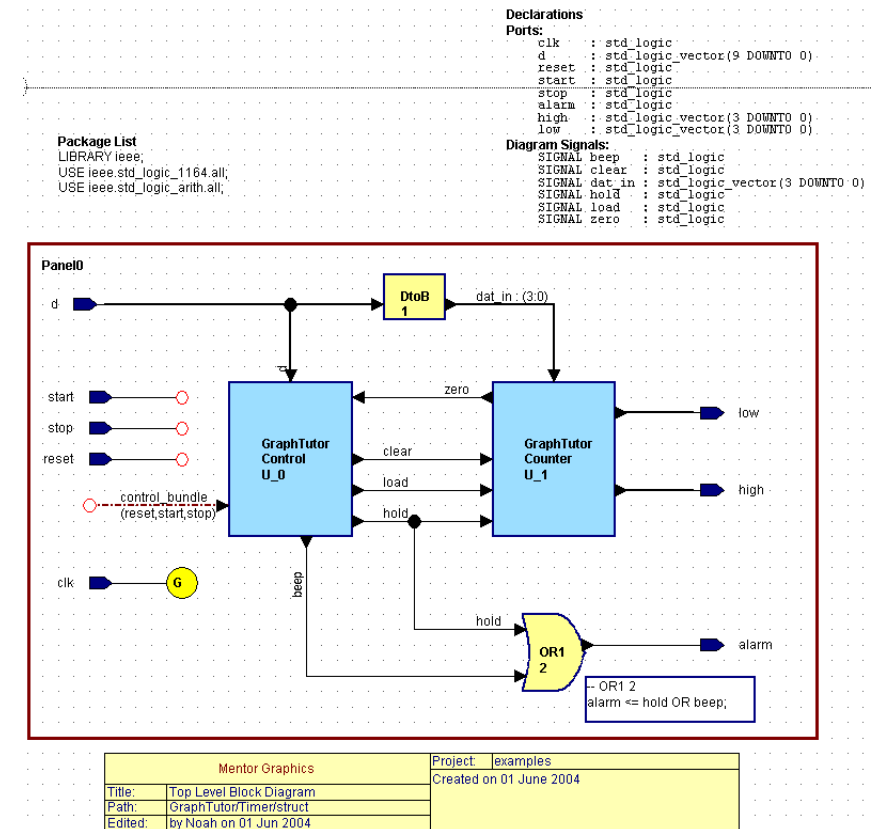 Declarations
Ports:
clk : std_logic
d : std_logic_vector(9 DOWNTO 0)
reset : std_logic
start : std_logic
stop : std_logic
alarm : std_logic
high : std_logic_vector(3 DOWNTO 0)
low : std_logic_vector(3 DOWNTO 0)
Diagram Signals:
SIGNAL beep : std_logic
SIGNAL clear : std_logic
SIGNAL dat_in : std_logic_vector(3 DOWNTO 0)
SIGNAL hold : std_logic
SIGNAL load : std_logic
SIGNAL zero : std_logic
Package List
LIBRARY ieee;
USE ieee.std_logic_1164.all;
USE ieee.std_logic_arith.all;
Panel0
d
DtoB
1
dat_in : (3:0)
d
start
stop
reset
control_bundle
(reset,start,stop)
clk
G
GraphTutor
Control
U_0
zero
clear
load
hold
GraphTutor
Counter
U_1
low
high
beep
hold
OR1
2
alarm
-- OR1 2
alarm <= hold OR beep;
Mentor Graphics
Title: Top Level Block Diagram
Path: GraphTutor/Timer/struct
Edited: by Noah on 01 Jun 2004
Project: examples
Created on 01 June 2004